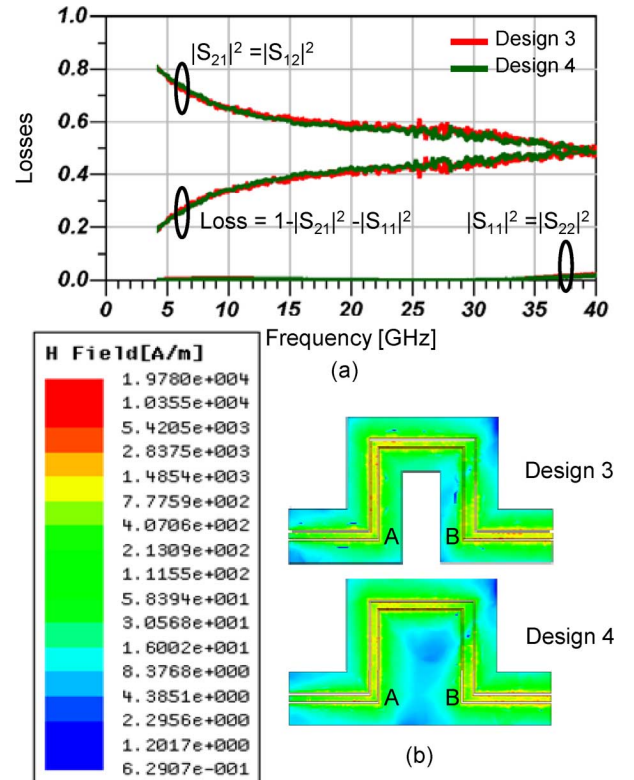 1.0
0.8
0.6
0.4
0.2
0.0
Losses
|S21|² =|S12|²
Design 3
Design 4
Loss = 1-|S21|² -|S11|²
|S11|² =|S22|²
0 5 10 15 20 25 30 35 40
Frequency [GHz]
(a)
H Field[A/m]
1.9780e+004
1.0355e+004
5.4205e+003
2.8375e+003
1.4854e+003
7.7759e+002
4.0706e+002
2.1309e+002
1.1155e+002
5.8394e+001
3.0568e+001
1.6002e+001
8.3768e+000
4.3851e+000
2.2956e+000
1.2017e+000
6.2907e-001
Design 3
A B
Design 4
A B
(b)